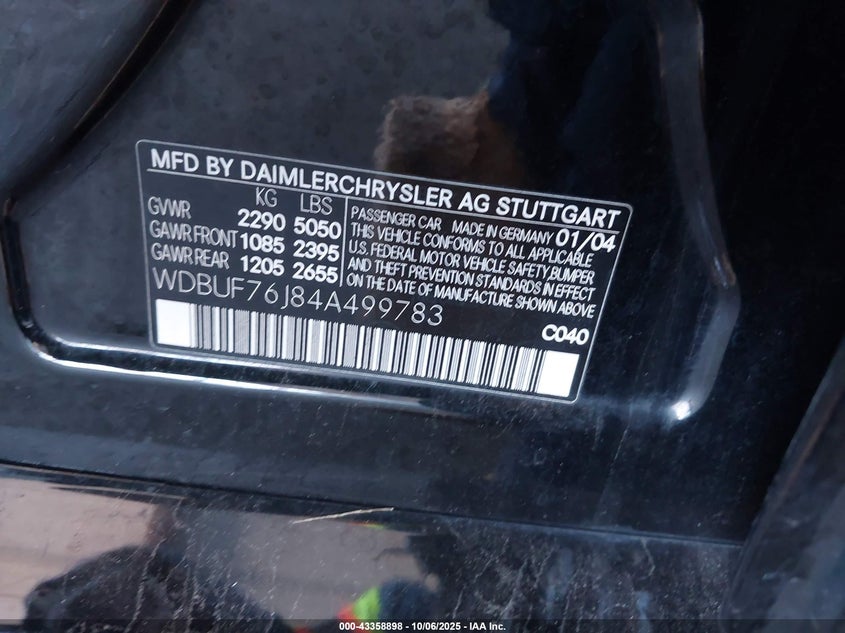 MFD BY DAIMLERCHRYSLER AG STUTTGART
KG LBS
GVWR 2290 5050
GAWR FRONT 1085 2395
GAWR REAR 1205 2655
PASSENGER CAR MADE IN GERMANY 01/04
THIS VEHICLE CONFORMS TO ALL APPLICABLE
U.S. FEDERAL MOTOR VEHICLE SAFETY, BUMPER
AND THEFT PREVENTION STANDARDS IN EFFECT
ON THE DATE OF MANUFACTURE SHOWN ABOVE
WDBUF76J84A499783
C040
000-43358898 - 10/06/2025 - IAA Inc.